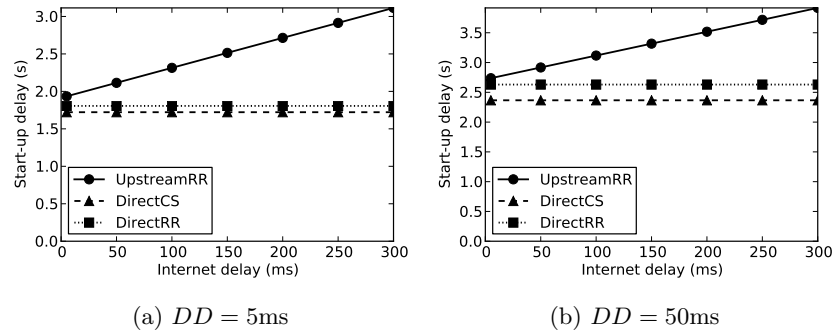 3.0
2.5
2.0
1.5
1.0
0.5
0.0
Start-up delay (s)
UpstreamRR
DirectCS
DirectRR
0 50 100 150 200 250 300
Internet delay (ms)
(a) DD = 5ms
3.5
3.0
2.5
2.0
1.5
1.0
0.5
0.0
Start-up delay (s)
UpstreamRR
DirectCS
DirectRR
0 50 100 150 200 250 300
Internet delay (ms)
(b) DD = 50ms